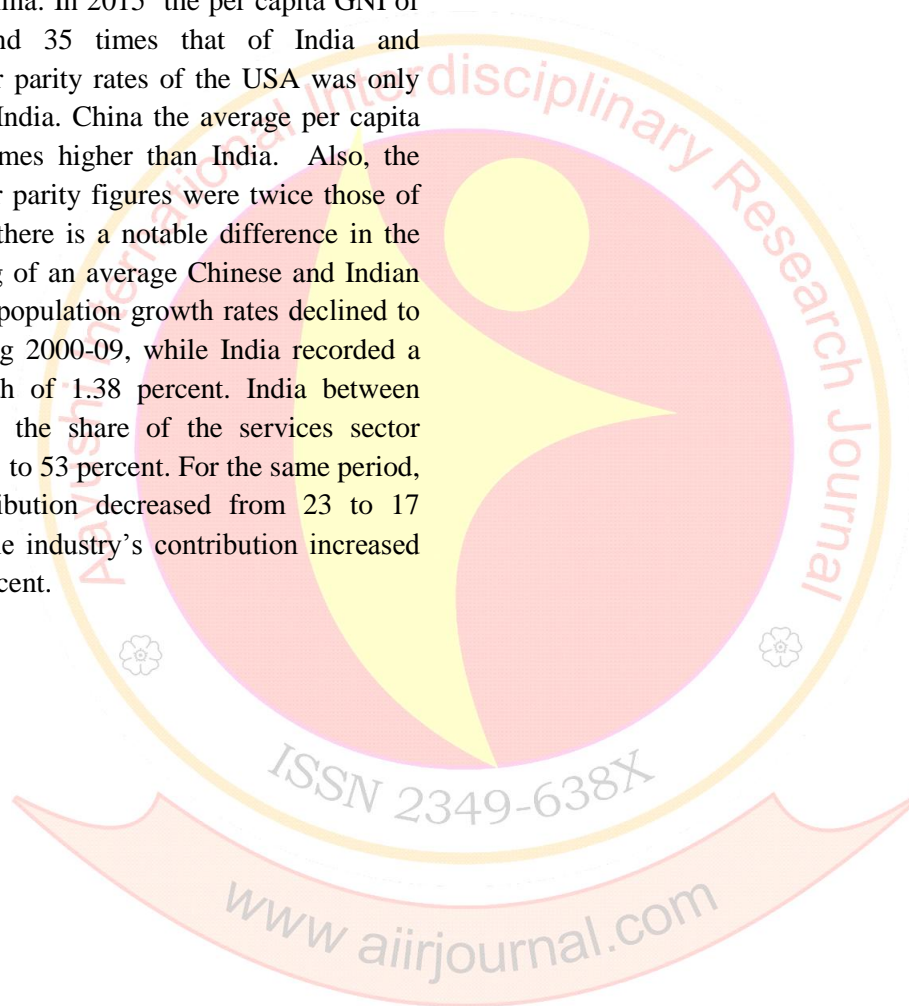 ina. In 2015 the per capita GNI of
nd 35 times that of India and
r parity rates of the USA was only
India. China the average per capita
mes higher than India. Also, the
r parity figures were twice those of
there is a notable difference in the
g of an average Chinese and Indian
population growth rates declined to
g 2000-09, while India recorded a
h of 1.38 percent. India between
the share of the services sector
to 53 percent. For the same period,
ibution decreased from 23 to 17
e industry's contribution increased
cent.
Aayushi International Interdisciplinary Research Journal
ISSN 2349-638X
www aiirjournal.com